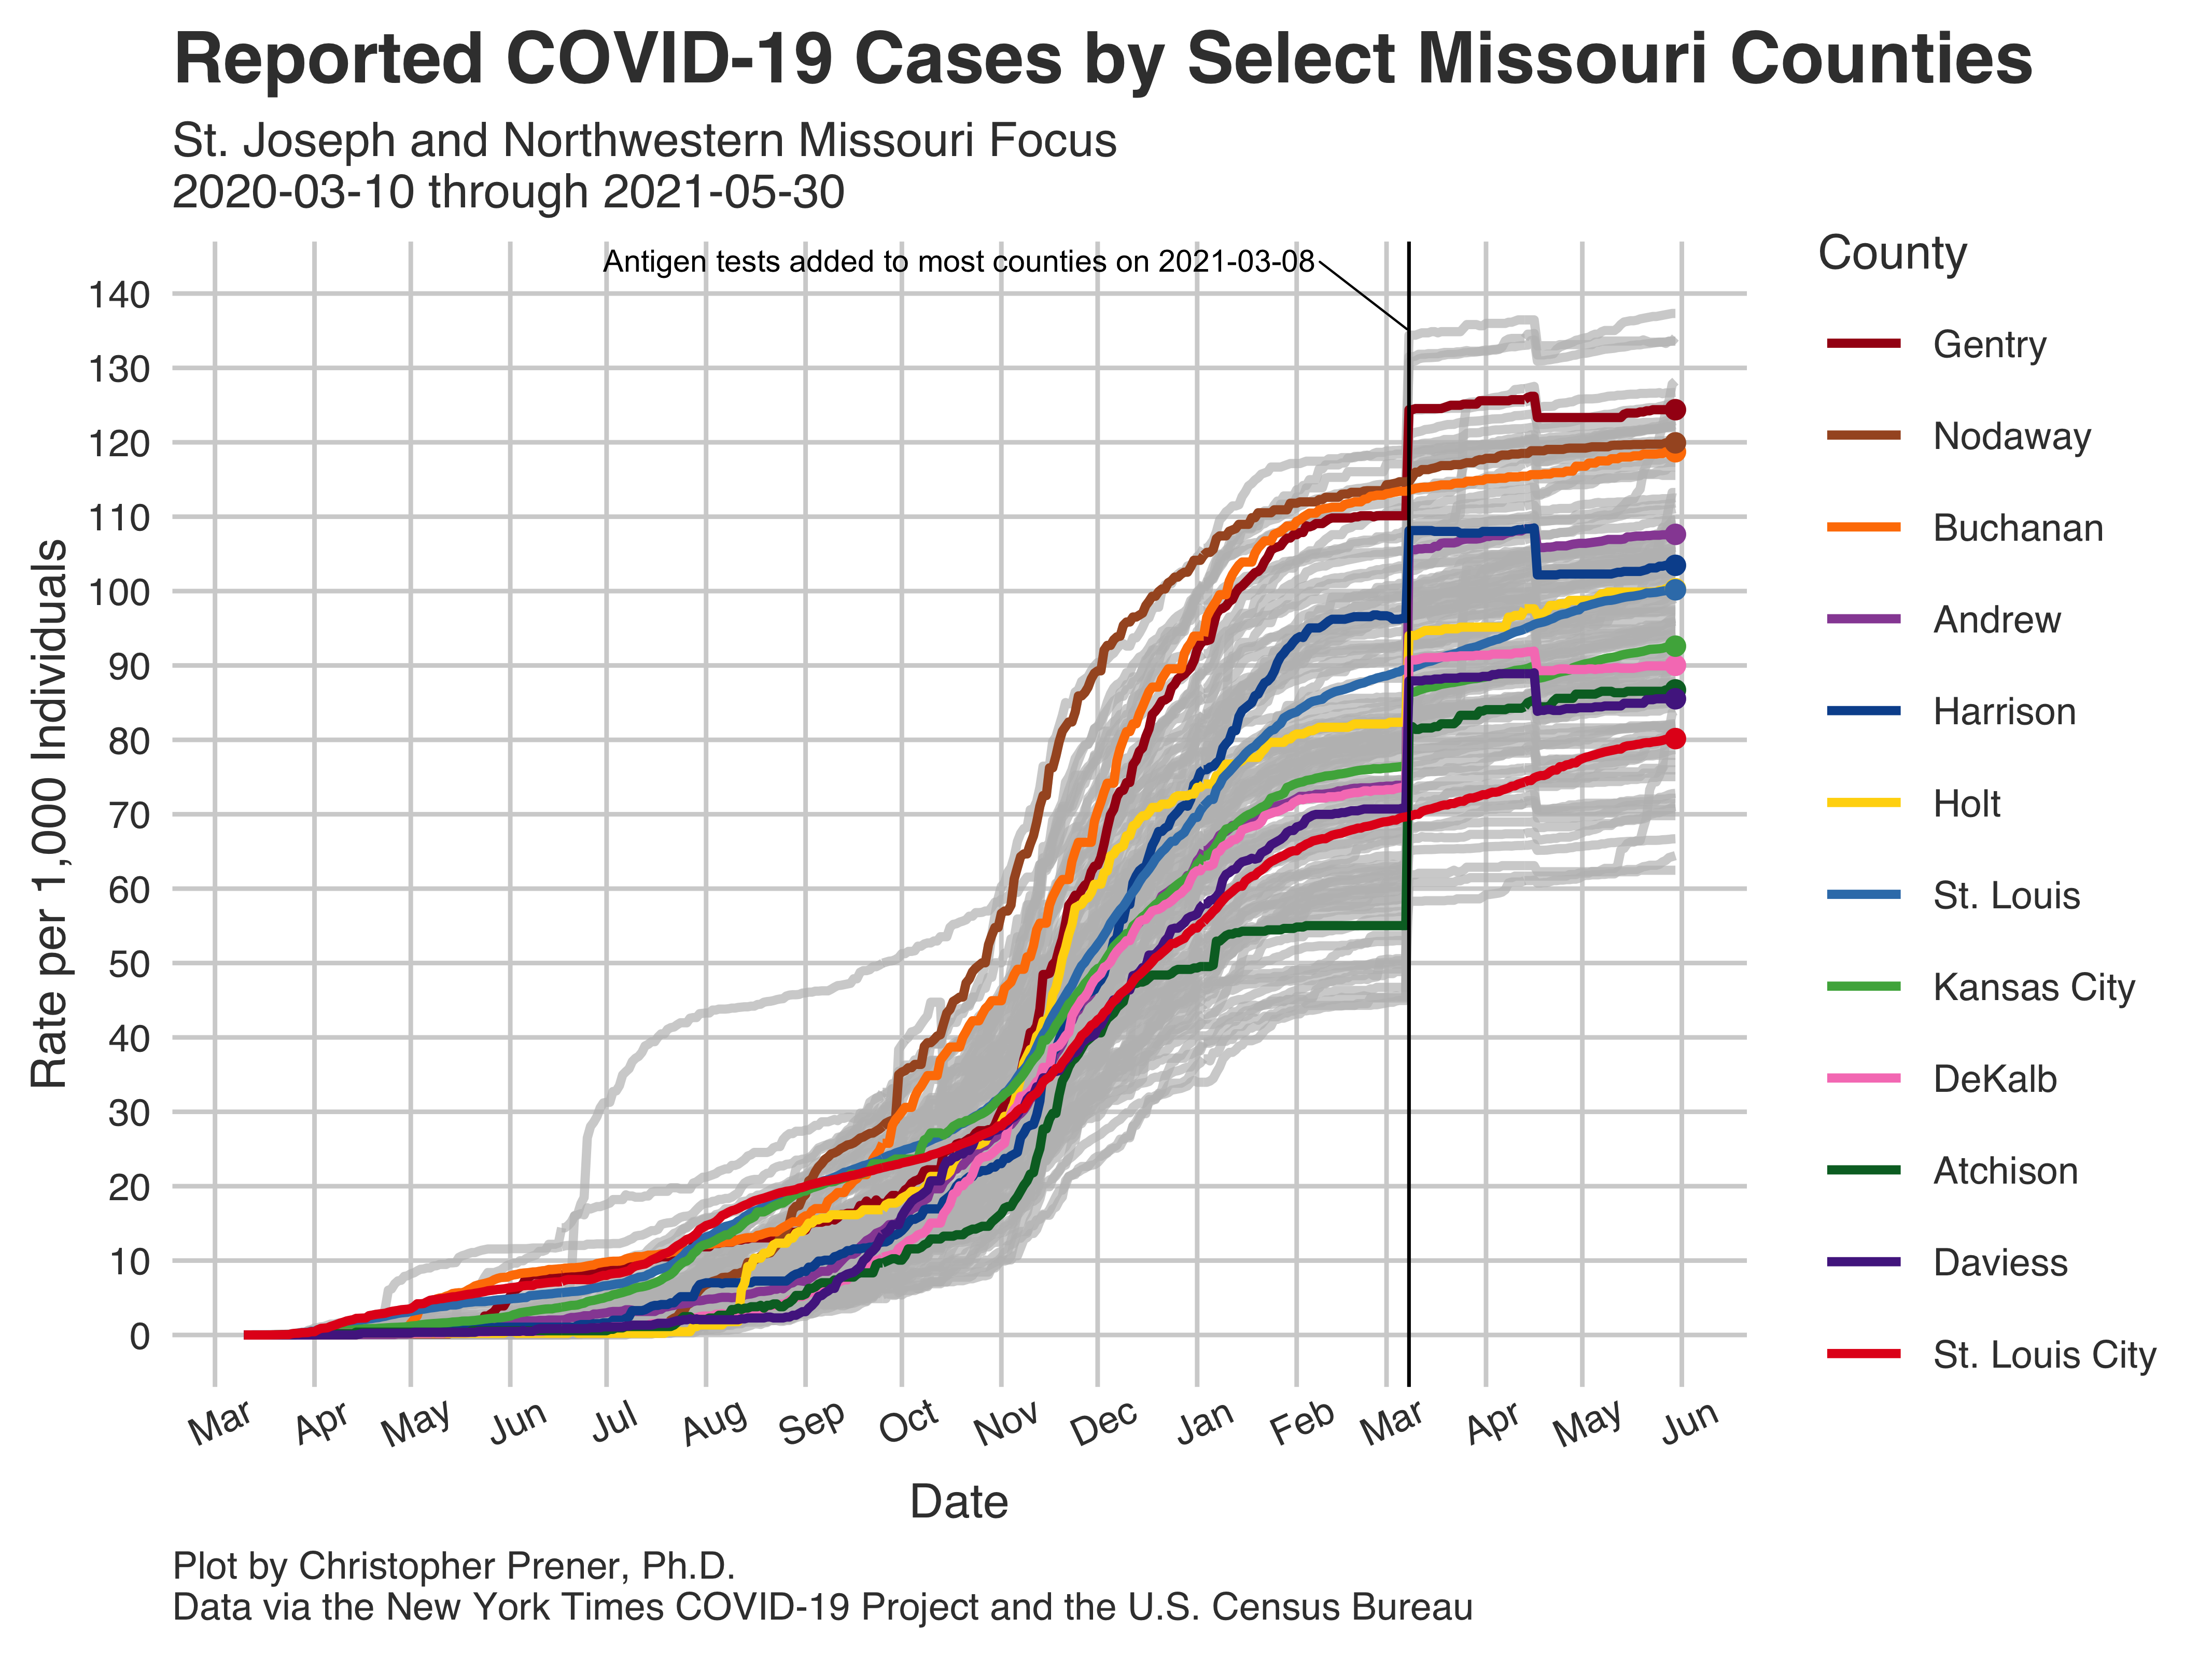 Reported COVID-19 Cases by Select Missouri Counties
St. Joseph and Northwestern Missouri Focus
2020-03-10 through 2021-05-30
Antigen tests added to most counties on 2021-03-08
Rate per 1,000 Individuals
140
130
120
110
100
90
80
70
60
50
40
30
20
10
0
Mar Apr May Jun Jul Aug Sep Oct Nov Dec Jan Feb Mar Apr May Jun
Date
County
Gentry
Nodaway
Buchanan
Andrew
Harrison
Holt
St. Louis
Kansas City
DeKalb
Atchison
Daviess
St. Louis City
Plot by Christopher Prener, Ph.D.
Data via the New York Times COVID-19 Project and the U.S. Census Bureau